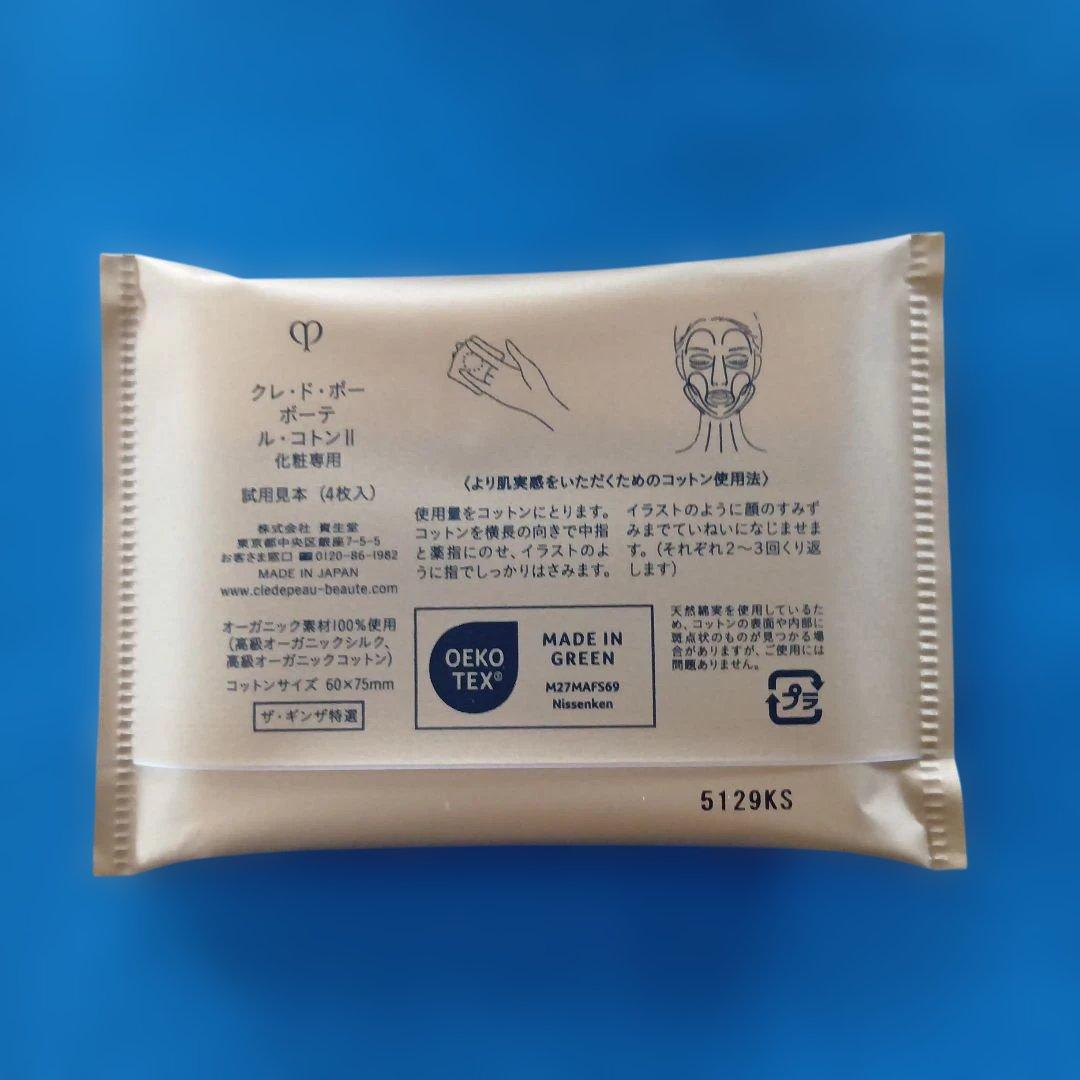 クレ・ド・ポー
ボーテ
ル・コトンⅡ
化粧専用
試用見本（4枚入）
株式会社 資生堂
東京都中央区銀座7-5-5
お客さま窓口 0120-86-1982
MADE IN JAPAN
www.cledepeau-beaute.com
オーガニック素材100%使用
（高級オーガニックシルク、
高級オーガニックコットン）
コットンサイズ 60×75mm
ザ・ギンザ特選
〈より肌実感をいただくためのコットン使用法〉
使用量をコットンにとります。
コットンを横長の向きで中指
と薬指にのせ、イラストのよ
うに指でしっかりはさみます。
イラストのように顔のすみず
みまでていねいになじませま
す。（それぞれ2〜3回くり返
します）
OEKO
TEX®
MADE IN
GREEN
M27MAFS69
Nissenken
天然綿実を使用しているた
め、コットンの表面や内部に
斑点状のものが見つかる場
合がありますが、ご使用には
問題ありません。
プラ
5129KS